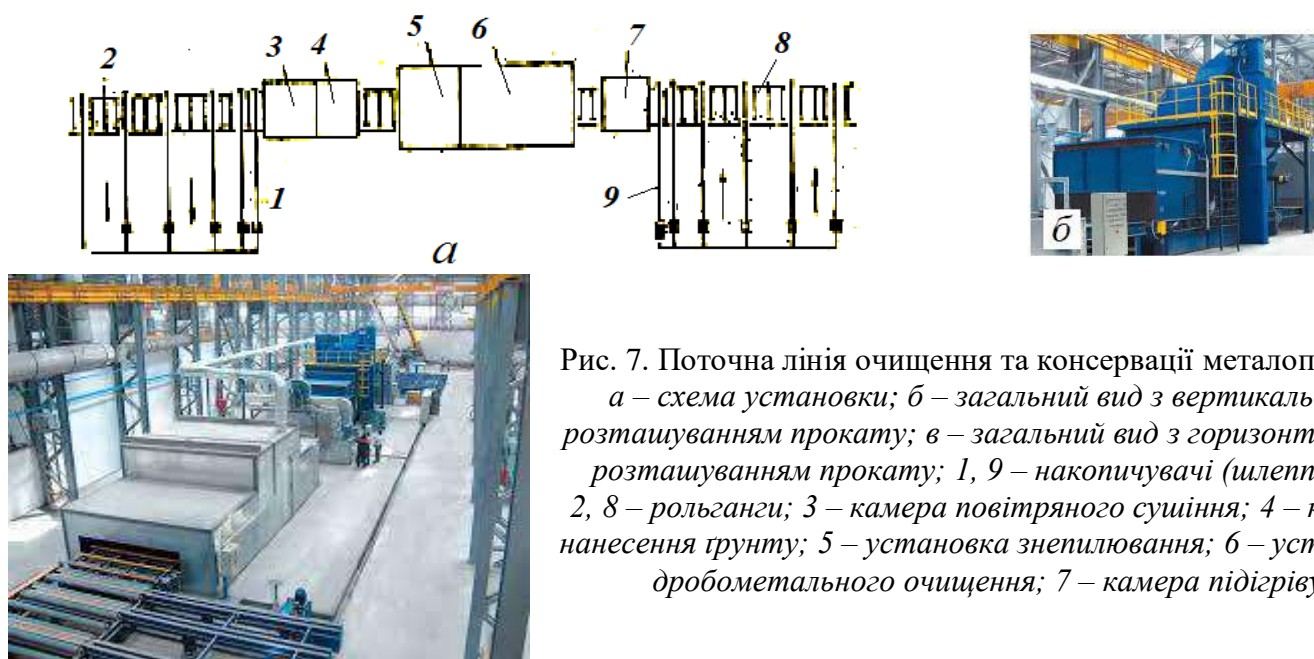 2
3
4
5
6
7
8
1
9
а
б
Рис. 7. Поточна лінія очищення та консервації металоп
а – схема установки; б – загальний вид з вертикаль
розташуванням прокату; в – загальний вид з горизонт
розташуванням прокату; 1, 9 – накопичувачі (шлепп
2, 8 – рольганги; 3 – камера повітряного сушіння; 4 – к
нанесення ґрунту; 5 – установка знепилювання; 6 – уст
дробометального очищення; 7 – камера підігріву